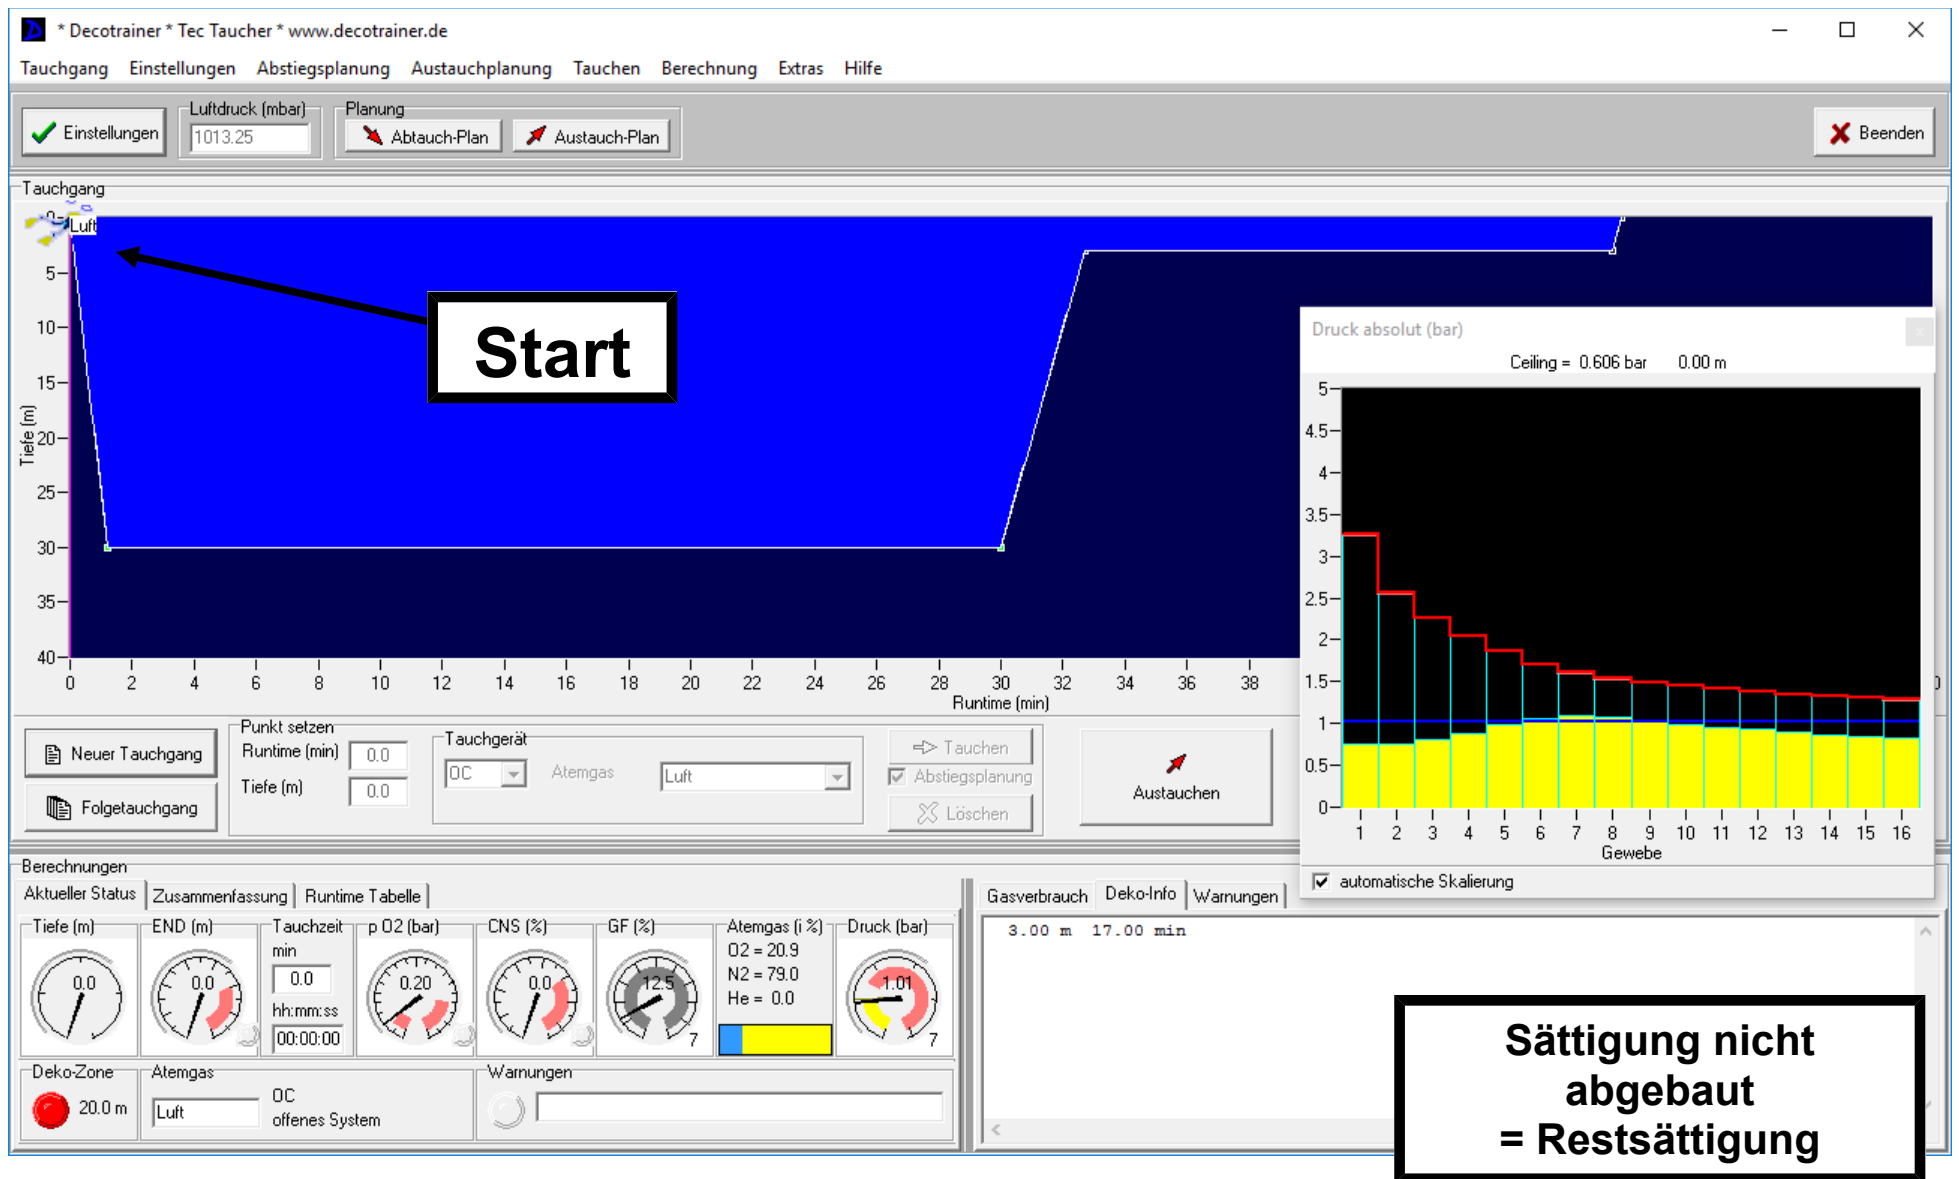 * Decotrainer * Tec Taucher * www.decotrainer.de
Tauchgang Einstellungen Abstiegsplanung Austauchplanung Tauchen Berechnung Extras Hilfe
Einstellungen
Luftdruck (mbar)
1013.25
Planung
Abtauch-Plan
Austauch-Plan
Beenden
Tauchgang
Luft
Start
Tiefe (m)
0
5
10
15
20
25
30
35
40
0 2 4 6 8 10 12 14 16 18 20 22 24 26 28 30 32 34 36 38
Runtime (min)
Druck absolut (bar)
Ceiling = 0.606 bar 0.00 m
5
4.5
4
3.5
3
2.5
2
1.5
1
0.5
0
1 2 3 4 5 6 7 8 9 10 11 12 13 14 15 16
Gewebe
automatische Skalierung
Neuer Tauchgang
Folgetauchgang
Punkt setzen
Runtime (min) 0.0
Tiefe (m) 0.0
Tauchgerät
OC
Atemgas
Luft
Tauchen
Abstiegsplanung
Löschen
Austauchen
Berechnungen
Aktueller Status Zusammenfassung Runtime Tabelle
Tiefe (m)
0.0
END (m)
0.0
Tauchzeit
min
0.0
hh:mm:ss
00:00:00
p O2 (bar)
0.20
CNS (%)
0.0
GF (%)
12.5
7
Atemgas (i %)
O2 = 20.9
N2 = 79.0
He = 0.0
Druck (bar)
1.01
7
Deko-Zone
20.0 m
Atemgas
Luft
OC
offenes System
Warnungen
Gasverbrauch Deko-Info Warnungen
3.00 m 17.00 min
Sättigung nicht
abgebaut
= Restsättigung